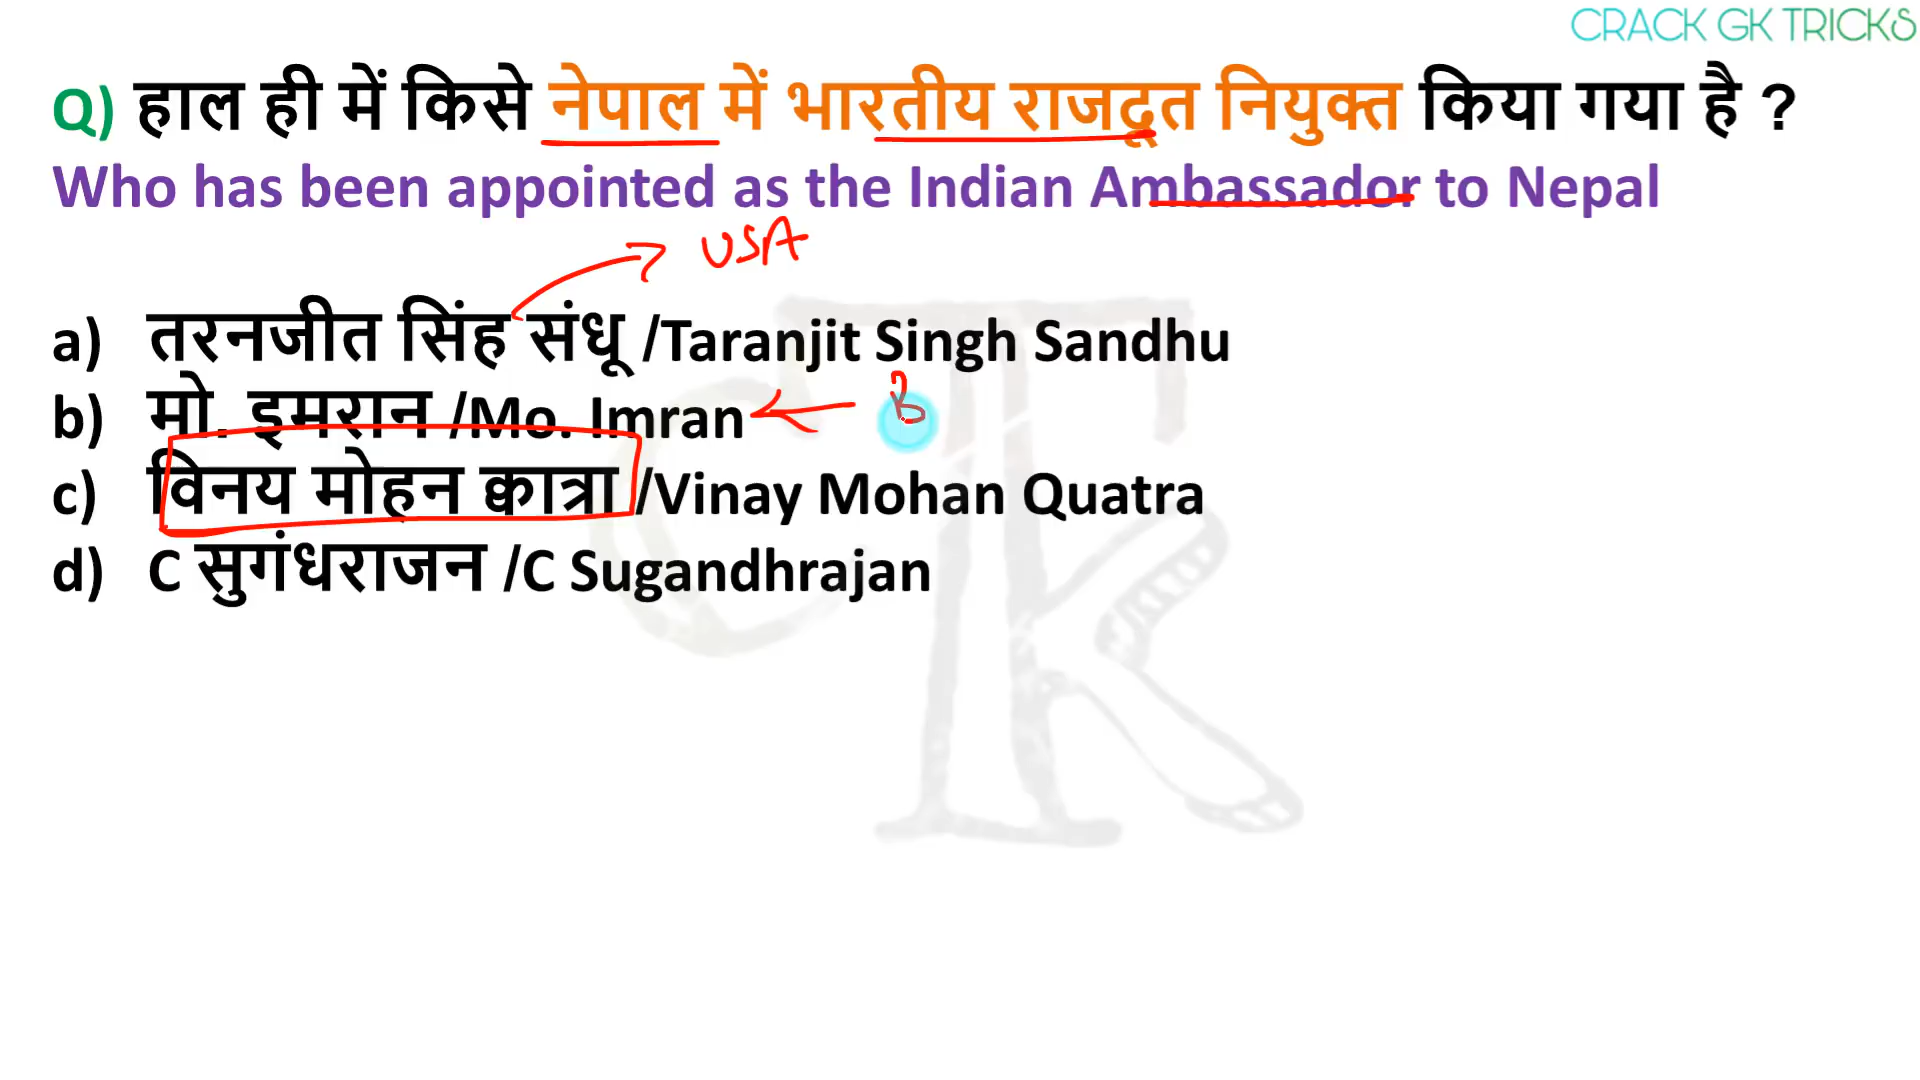 CRACK GK TRICKS
Q) हाल ही में किसे नेपाल में भारतीय राजदूत नियुक्त किया गया है ?
Who has been appointed as the Indian Ambassador to Nepal
USA
a) तरनजीत सिंह संधू /Taranjit Singh Sandhu
b) मो. इमरान /Mo. Imran B
c) विनय मोहन क्वात्रा /Vinay Mohan Quatra
d) C सुगंधराजन /C Sugandhrajan